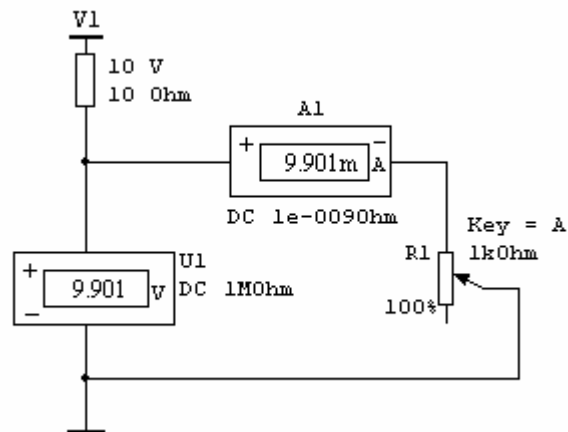 V1
10 V
10 Ohm
A1
+
−
9.901m
A
DC 1e-009Ohm
Key = A
R1
1kOhm
100%
U1
+
9.901
V
DC 1MOhm
−